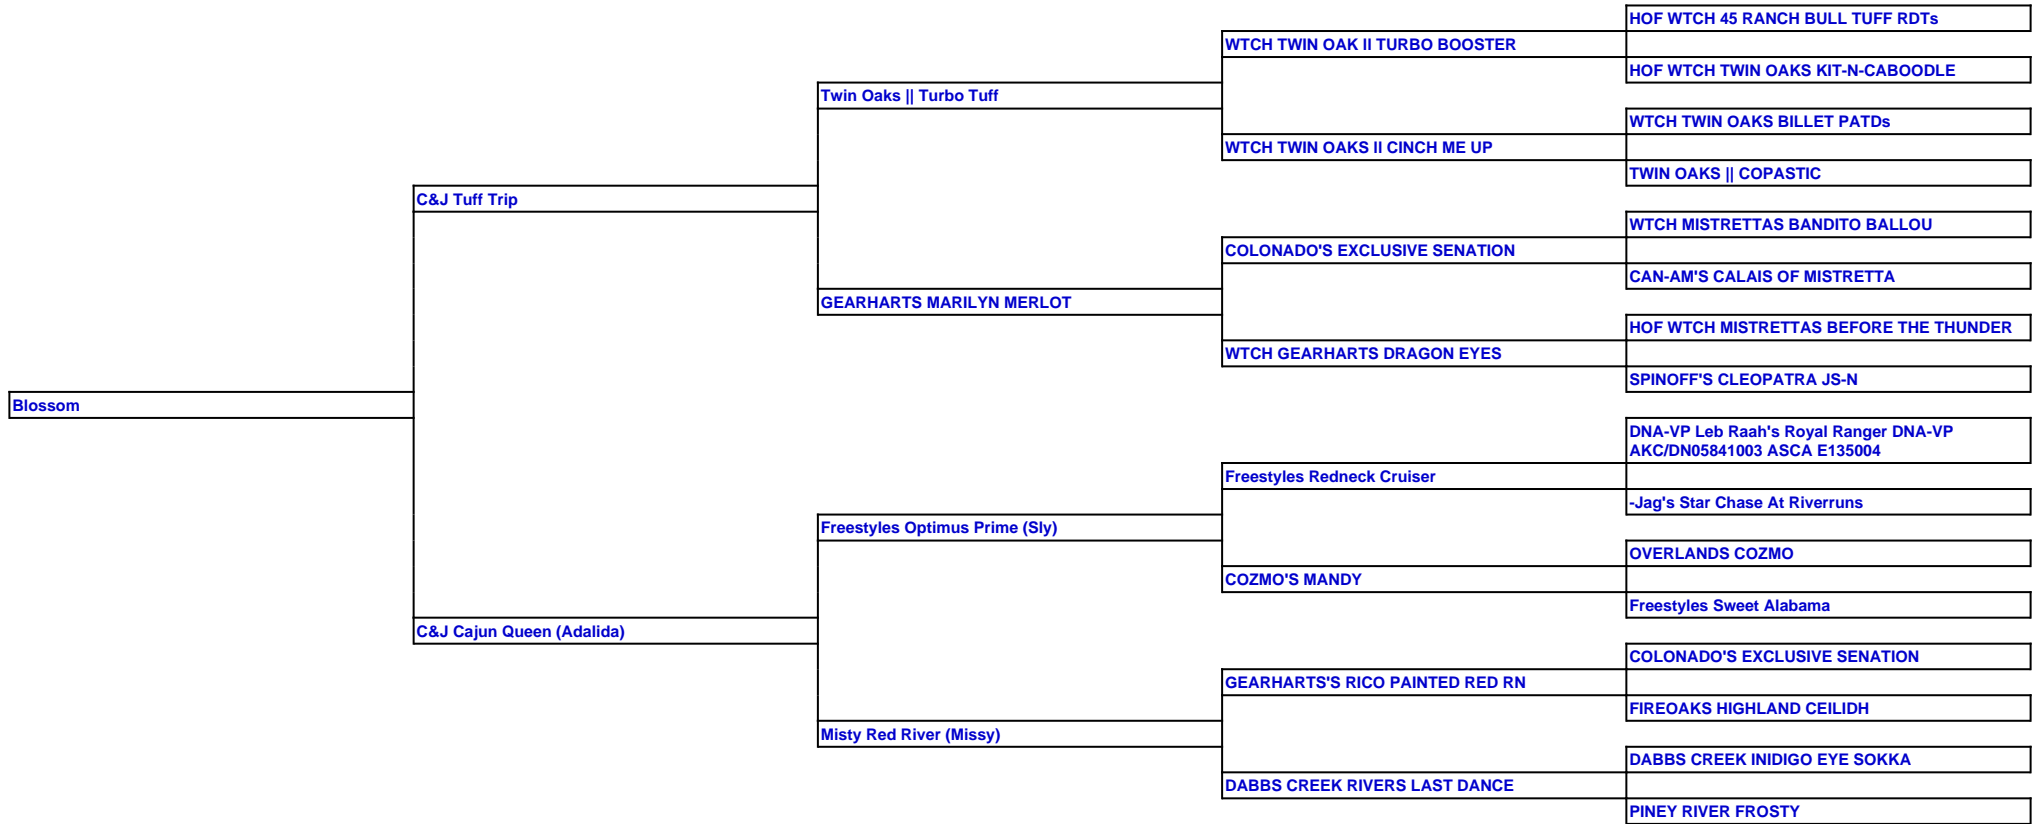 HOF WTCH 45 RANCH BULL TUFF RDTs
WTCH TWIN OAK II TURBO BOOSTER
HOF WTCH TWIN OAKS KIT-N-CABOODLE
Twin Oaks || Turbo Tuff
WTCH TWIN OAKS BILLET PATDs
WTCH TWIN OAKS II CINCH ME UP
TWIN OAKS || COPASTIC
C&J Tuff Trip
WTCH MISTRETTAS BANDITO BALLOU
COLONADO'S EXCLUSIVE SENATION
CAN-AM'S CALAIS OF MISTRETTA
GEARHARTS MARILYN MERLOT
HOF WTCH MISTRETTAS BEFORE THE THUNDER
WTCH GEARHARTS DRAGON EYES
SPINOFF'S CLEOPATRA JS-N
Blossom
DNA-VP Leb Raah's Royal Ranger DNA-VP
AKC/DN05841003 ASCA E135004
Freestyles Redneck Cruiser
-Jag's Star Chase At Riverruns
Freestyles Optimus Prime (Sly)
OVERLANDS COZMO
COZMO'S MANDY
Freestyles Sweet Alabama
C&J Cajun Queen (Adalida)
COLONADO'S EXCLUSIVE SENATION
GEARHARTS'S RICO PAINTED RED RN
FIREOAKS HIGHLAND CEILIDH
Misty Red River (Missy)
DABBS CREEK INIDIGO EYE SOKKA
DABBS CREEK RIVERS LAST DANCE
PINEY RIVER FROSTY